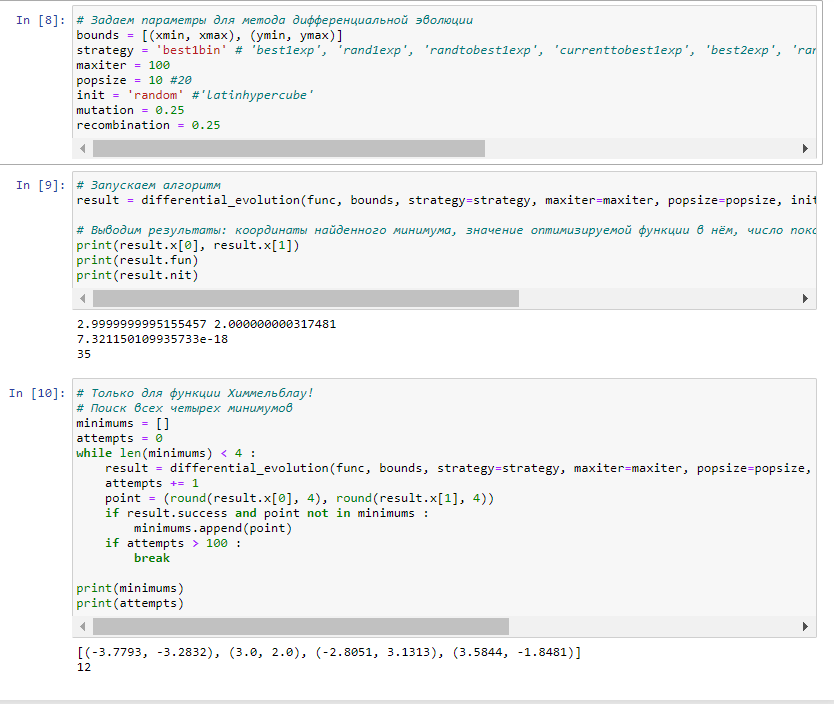 In [8]:
# Задаем параметры для метода дифференциальной эволюции
bounds = [(xmin, xmax), (ymin, ymax)]
strategy = 'best1bin' # 'best1exp', 'rand1exp', 'randtobest1exp', 'currenttobest1exp', 'best2exp',
maxiter = 100
popsize = 10 #20
init = 'random' #'latinhypercube'
mutation = 0.25
recombination = 0.25
In [9]:
# Запускаем алгоритм
result = differential_evolution(func, bounds, strategy=strategy, maxiter=maxiter, popsize=popsize,
# Выводим результаты: координаты найденного минимума, значение оптимизируемой функции в нём, число
print(result.x[0], result.x[1])
print(result.fun)
print(result.nit)
2.9999999995155457 2.000000000317481
7.321150109935733e-18
35
In [10]:
# Только для функции Химмельблау!
# Поиск всех четырех минимумов
minimums = []
attempts = 0
while len(minimums) < 4 :
    result = differential_evolution(func, bounds, strategy=strategy, maxiter=maxiter, popsize=popsize,
    attempts += 1
    point = (round(result.x[0], 4), round(result.x[1], 4))
    if result.success and point not in minimums :
        minimums.append(point)
    if attempts > 100 :
        break
print(minimums)
print(attempts)
[(-3.7793, -3.2832), (3.0, 2.0), (-2.8051, 3.1313), (3.5844, -1.8481)]
12